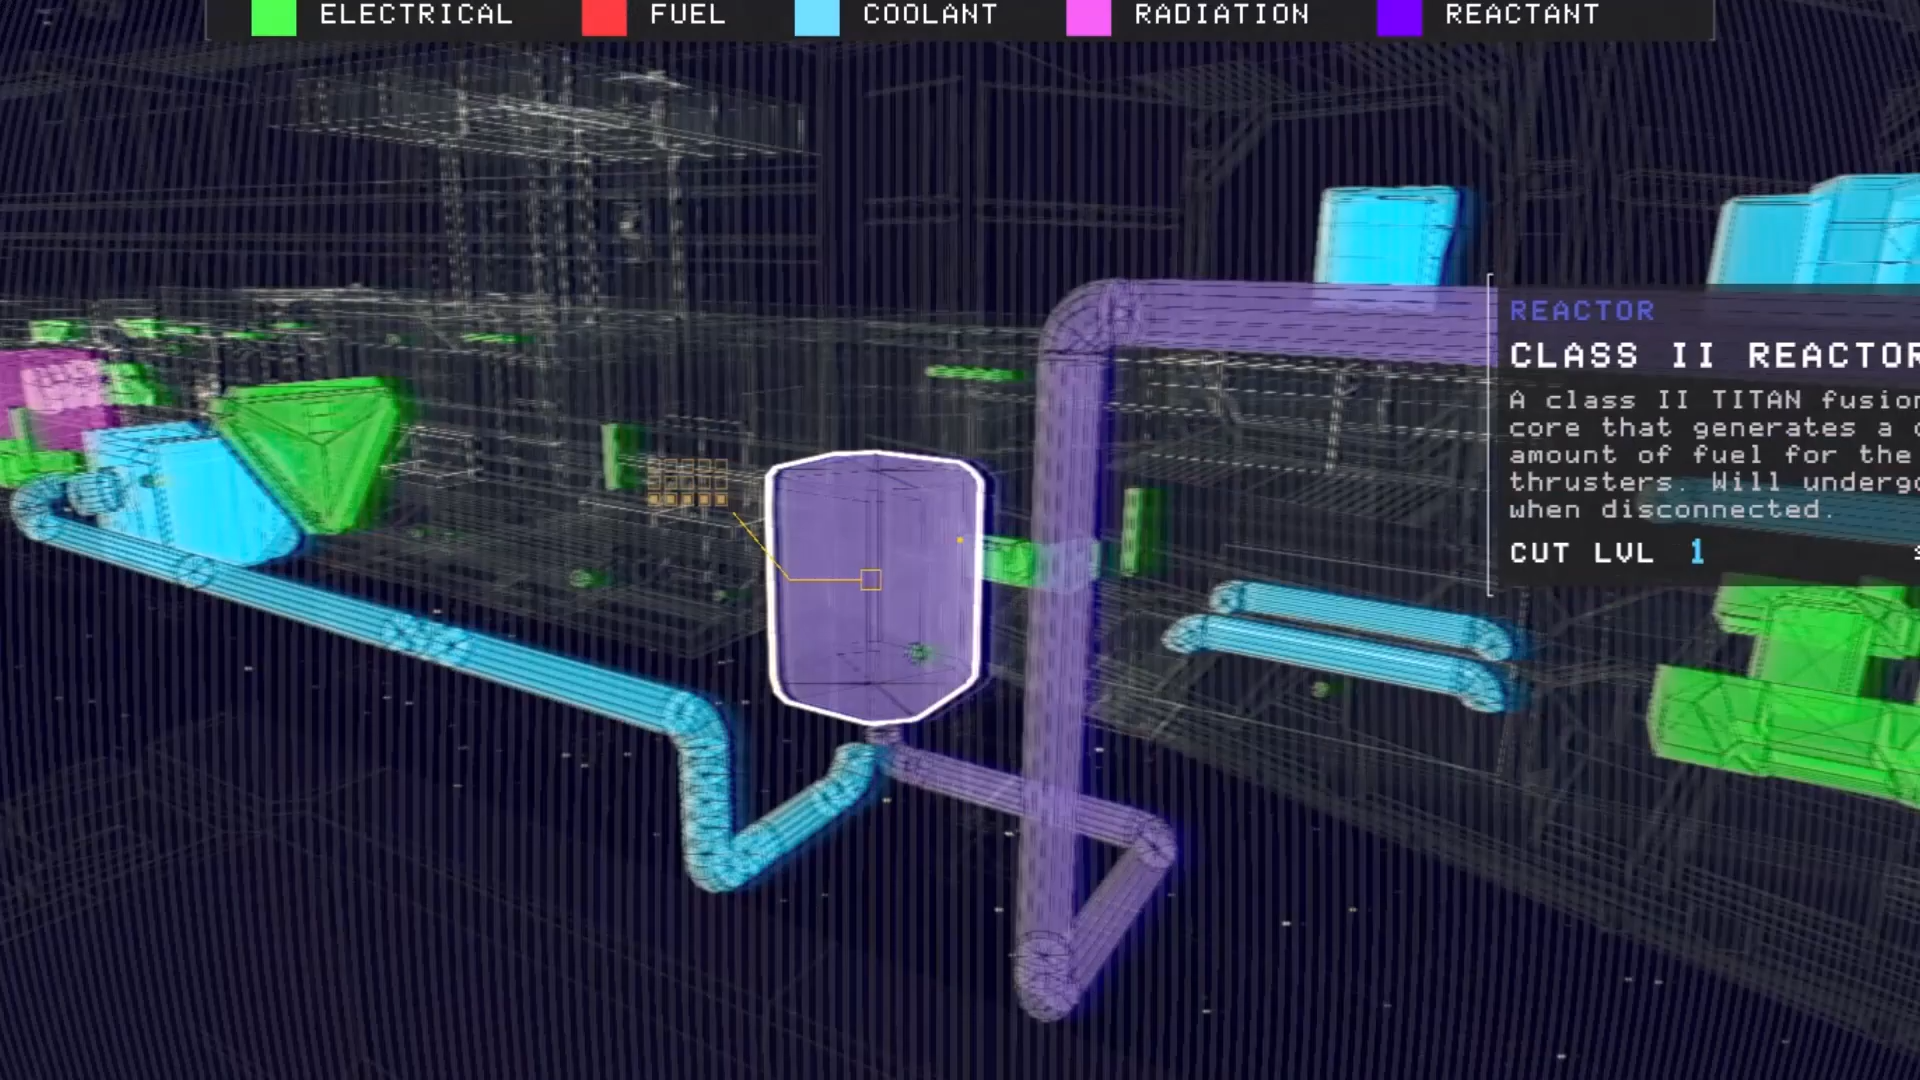 ELECTRICAL FUEL COOLANT RADIATION REACTANT
REACTOR
CLASS II REACTOR
A class II TITAN fusion
core that generates a
amount of fuel for the
thrusters. Will undergo
when disconnected.
CUT LVL 1